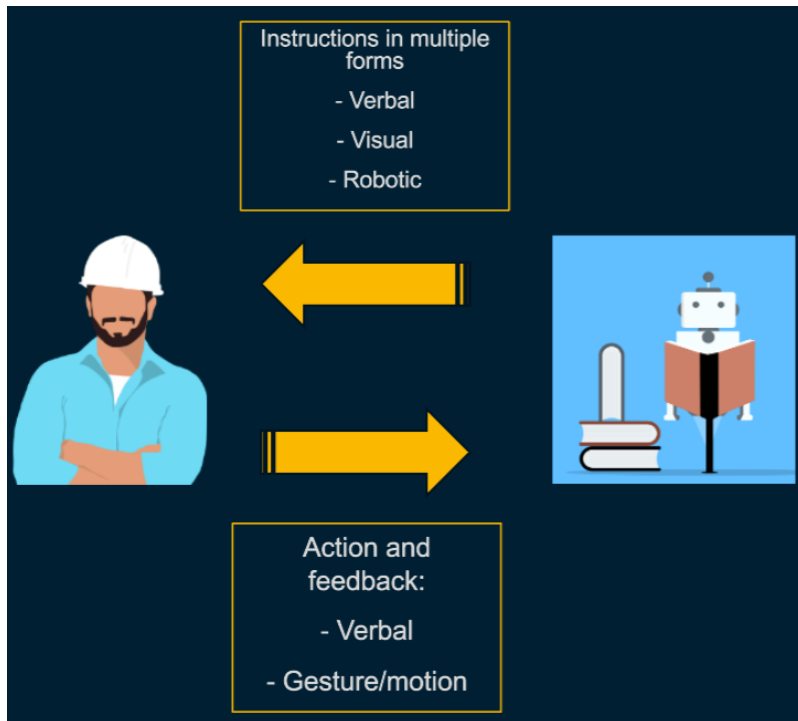 Instructions in multiple
forms
- Verbal
- Visual
- Robotic
Action and
feedback:
- Verbal
- Gesture/motion